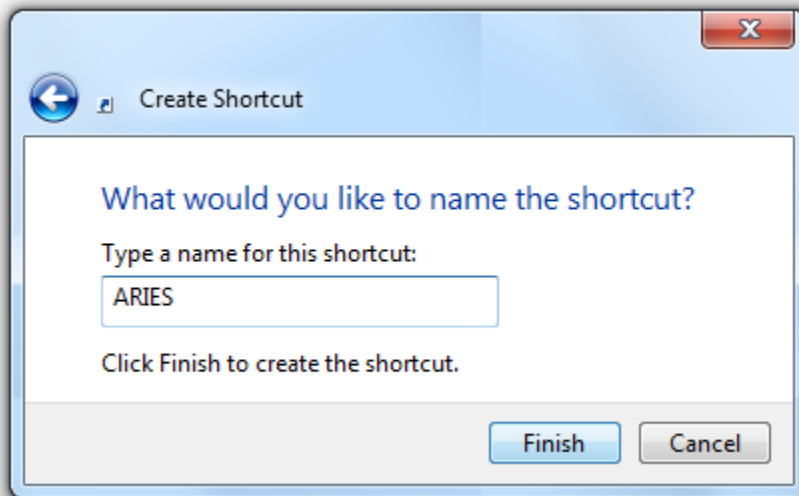 Create Shortcut
What would you like to name the shortcut?
Type a name for this shortcut:
ARIES
Click Finish to create the shortcut.
Finish Cancel